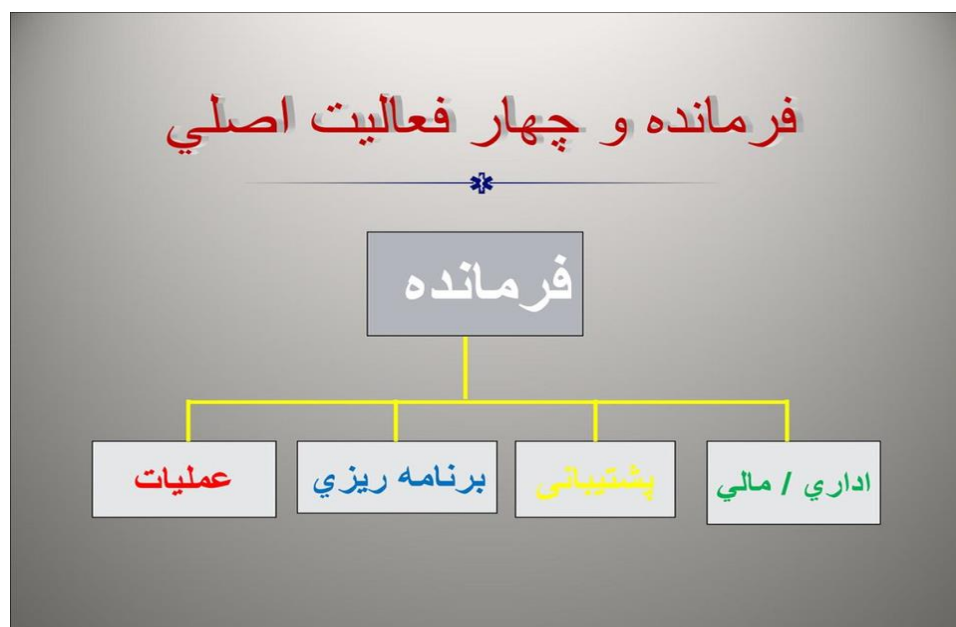 فرمانده و چهار فعاليت اصلي
فرمانده
اداري / مالي
پشتيباني
برنامه ريزي
عمليات